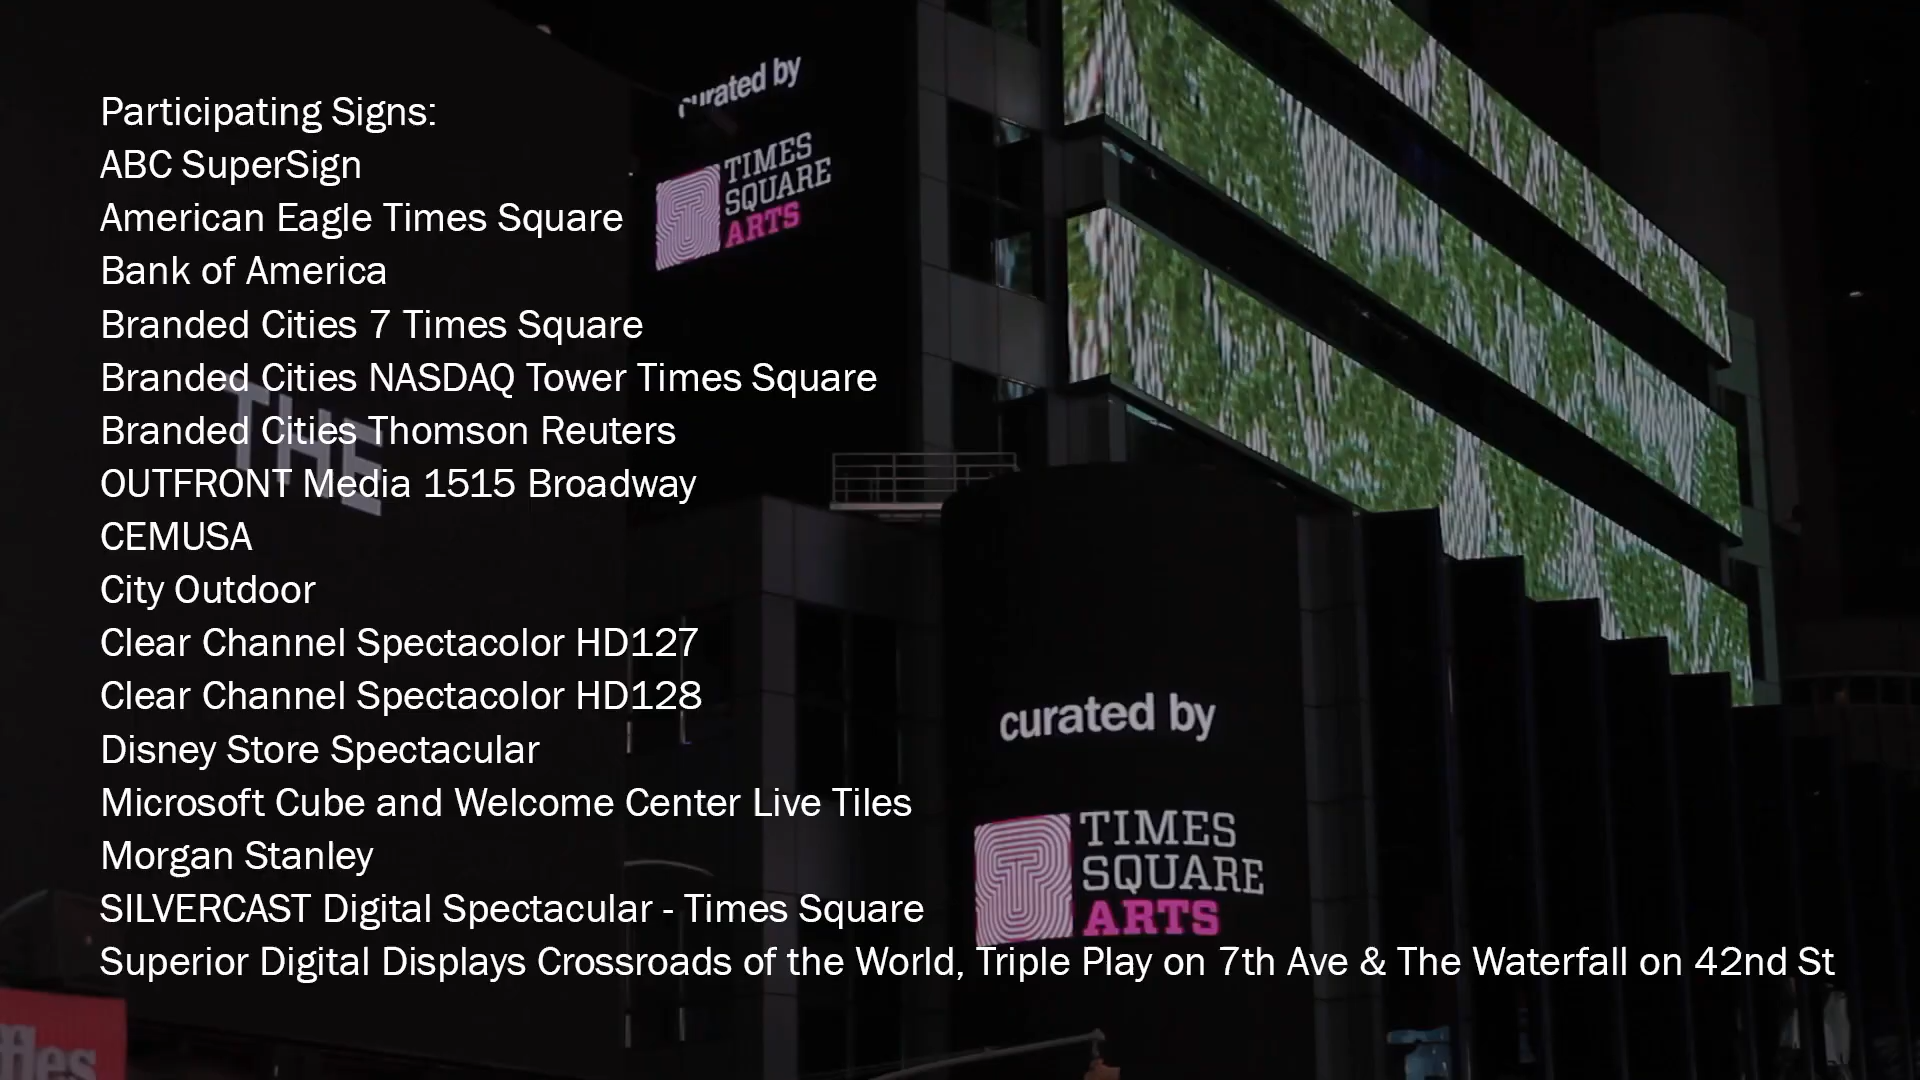 Participating Signs:
ABC SuperSign
American Eagle Times Square
Bank of America
Branded Cities 7 Times Square
Branded Cities NASDAQ Tower Times Square
Branded Cities Thomson Reuters
OUTFRONT Media 1515 Broadway
CEMUSA
City Outdoor
Clear Channel Spectacolor HD127
Clear Channel Spectacolor HD128
Disney Store Spectacular
Microsoft Cube and Welcome Center Live Tiles
Morgan Stanley
SILVERCAST Digital Spectacular - Times Square
Superior Digital Displays Crossroads of the World, Triple Play on 7th Ave & The Waterfall on 42nd St
curated by
TIMES
SQUARE
ARTS
THE
curated by
TIMES
SQUARE
ARTS